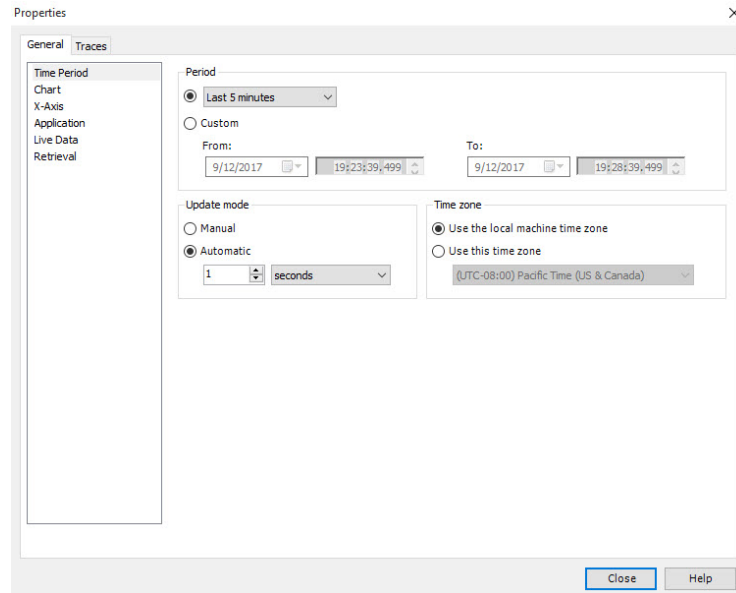 Properties
General Traces
Time Period
Chart
X-Axis
Application
Live Data
Retrieval
Period
Last 5 minutes
Custom
From: To:
9/12/2017 19:23:39.499 9/12/2017 19:28:39.499
Update mode
Manual
Automatic
1 seconds
Time zone
Use the local machine time zone
Use this time zone
(UTC-08:00) Pacific Time (US & Canada)
Close Help